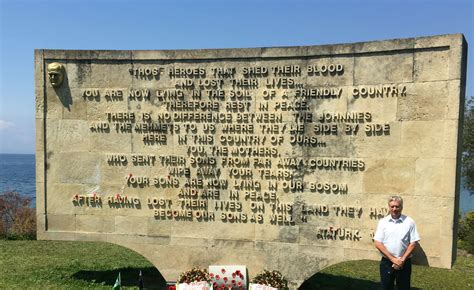 "THOSE HEROES THAT SHED THEIR BLOOD
AND LOST THEIR LIVES...
YOU ARE NOW LYING IN THE SOIL OF A FRIENDLY COUNTRY.
THEREFORE REST IN PEACE.
THERE IS NO DIFFERENCE BETWEEN THE JOHNNIES
AND THE MEHMETS TO US WHERE THEY LIE SIDE BY SIDE
HERE IN THIS COUNTRY OF OURS...
YOU, THE MOTHERS,
WHO SENT THEIR SONS FROM FAR AWAY COUNTRIES
WIPE AWAY YOUR TEARS;
YOUR SONS ARE NOW LYING IN OUR BOSOM
AND ARE IN PEACE.
AFTER HAVING LOST THEIR LIVES ON THIS LAND THEY HAVE
BECOME OUR SONS AS WELL."
ATATURK